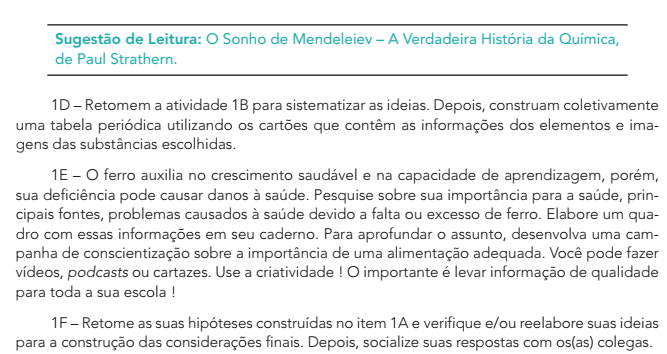 Sugestão de Leitura: O Sonho de Mendeleiev – A Verdadeira História da Química,
de Paul Strathern.
1D – Retomem a atividade 1B para sistematizar as ideias. Depois, construam coletivamente
uma tabela periódica utilizando os cartões que contêm as informações dos elementos e ima-
gens das substâncias escolhidas.
1E – O ferro auxilia no crescimento saudável e na capacidade de aprendizagem, porém,
sua deficiência pode causar danos à saúde. Pesquise sobre sua importância para a saúde, prin-
cipais fontes, problemas causados à saúde devido a falta ou excesso de ferro. Elabore um qua-
dro com essas informações em seu caderno. Para aprofundar o assunto, desenvolva uma cam-
panha de conscientização sobre a importância de uma alimentação adequada. Você pode fazer
vídeos, podcasts ou cartazes. Use a criatividade ! O importante é levar informação de qualidade
para toda a sua escola !
1F – Retome as suas hipóteses construídas no item 1A e verifique e/ou reelabore suas ideias
para a construção das considerações finais. Depois, socialize suas respostas com os(as) colegas.